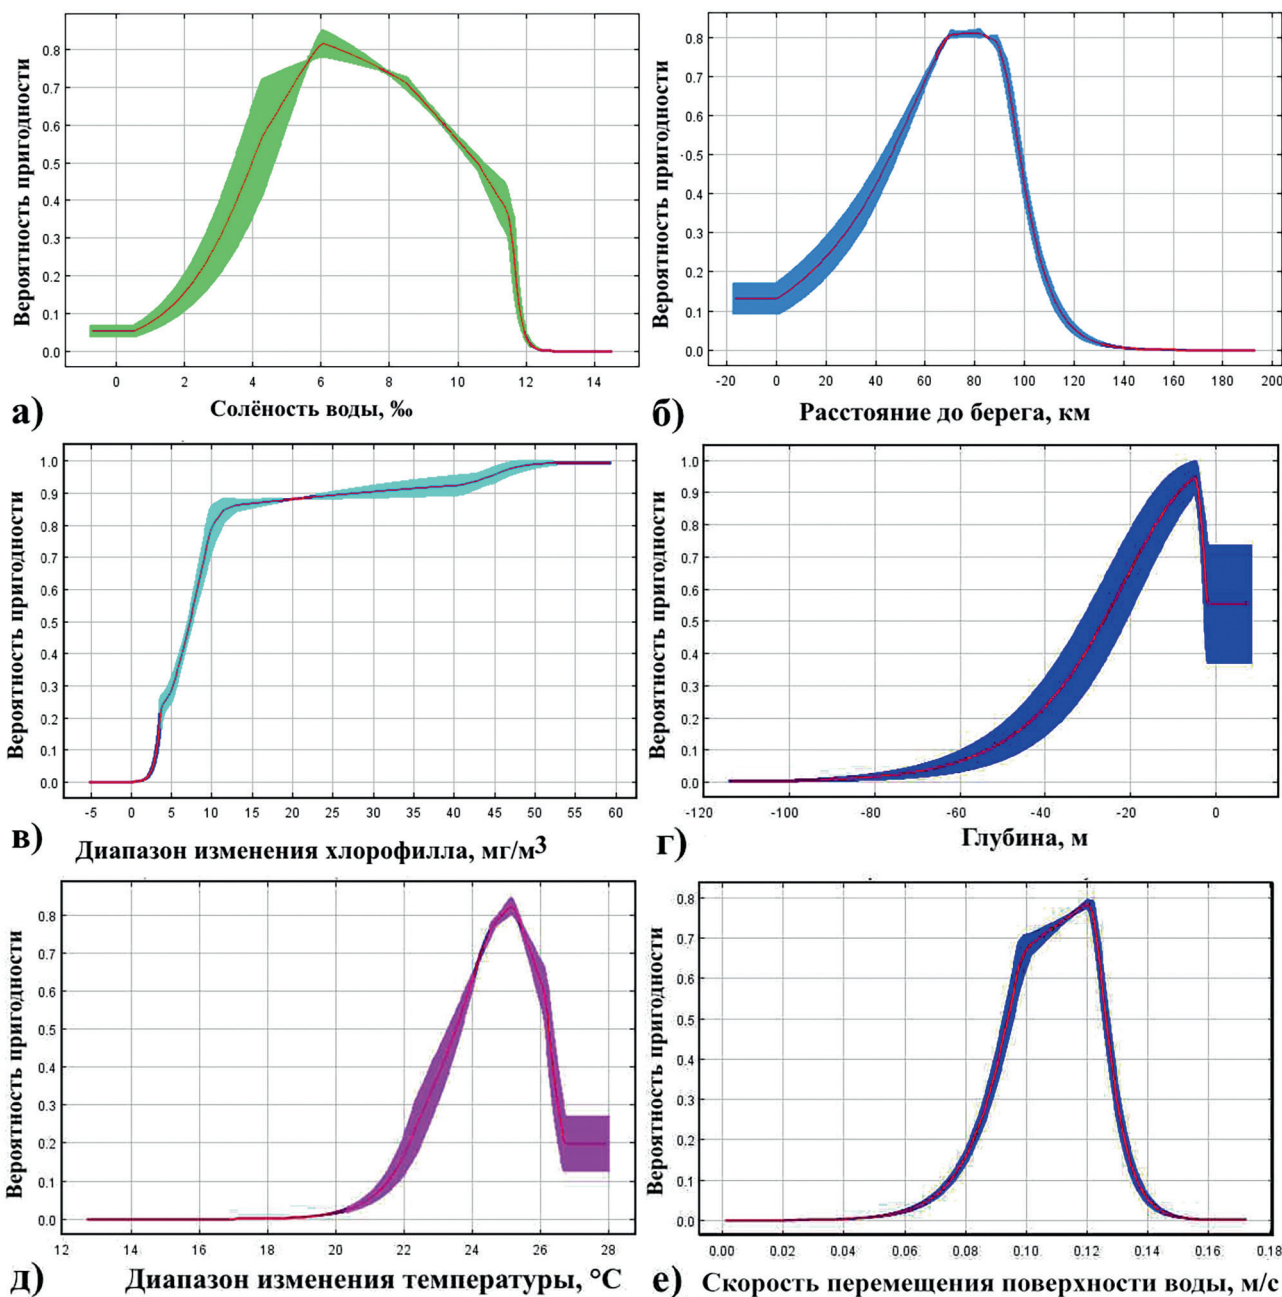 Вероятность пригодности
0.8
0.7
0.6
0.5
0.4
0.3
0.2
0.1
0.0
0 2 4 6 8 10 12 14
а)
Солёность воды, ‰
Вероятность пригодности
0.8
0.7
0.6
0.5
0.4
0.3
0.2
0.1
0.0
-20 0 20 40 60 80 100 120 140 160 180 200
б)
Расстояние до берега, км
Вероятность пригодности
1.0
0.9
0.8
0.7
0.6
0.5
0.4
0.3
0.2
0.1
0.0
-5 0 5 10 15 20 25 30 35 40 45 50 55 60
в)
Диапазон изменения хлорофилла, мг/м³
Вероятность пригодности
1.0
0.9
0.8
0.7
0.6
0.5
0.4
0.3
0.2
0.1
0.0
-120 -100 -80 -60 -40 -20 0
г)
Глубина, м
Вероятность пригодности
0.8
0.7
0.6
0.5
0.4
0.3
0.2
0.1
0.0
12 14 16 18 20 22 24 26 28
д)
Диапазон изменения температуры, °С
Вероятность пригодности
0.8
0.7
0.6
0.5
0.4
0.3
0.2
0.1
0.0
0.00 0.02 0.04 0.06 0.08 0.10 0.12 0.14 0.16 0.18
е)
Скорость перемещения поверхности воды, м/с